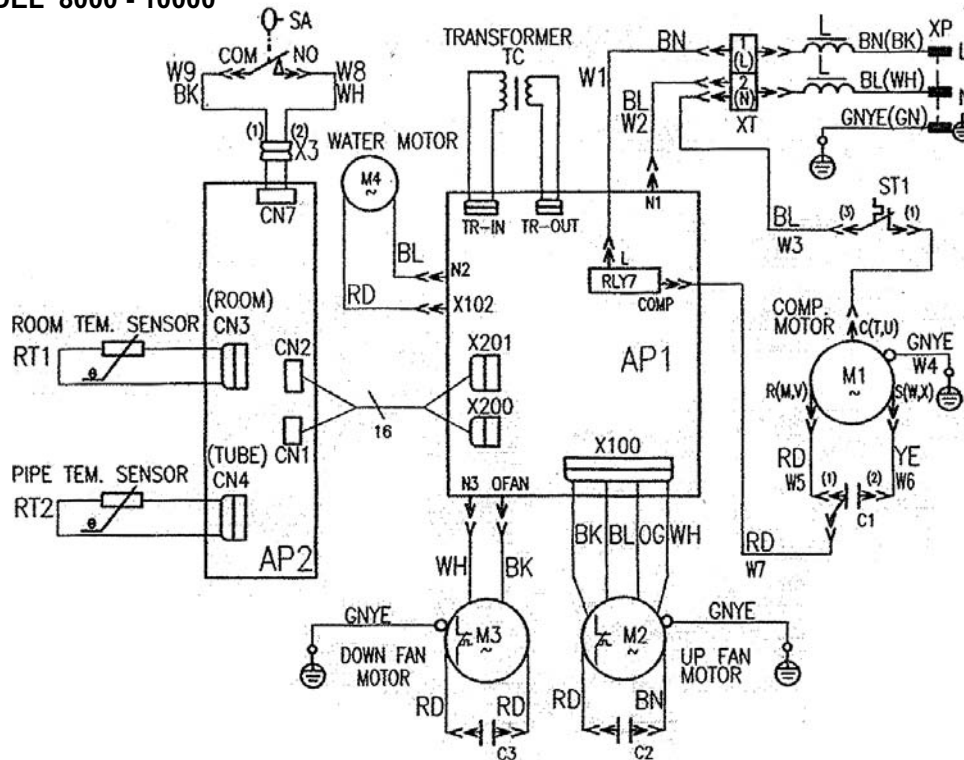 8000 - 10000
SA
TRANSFORMER
TC
BN
1
(L)
L
BN(BK)
XP
L
COM
NO
W9
BK
W8
WH
W1
BL
W2
2
(N)
XT
L
BL(WH)
N
GNYE(GN)
(1)
(2)
X3
WATER MOTOR
M4
~
CN7
TR-IN
TR-OUT
N1
ST1
BL
W3
(3)
(1)
BL
N2
L
RLY7
COMP
RD
X102
(ROOM)
CN3
ROOM TEM. SENSOR
RT1
θ
CN2
X201
AP1
COMP.
MOTOR
C(T,U)
GNYE
W4
M1
~
R(M,V)
S(W,X)
16
X200
CN1
(TUBE)
CN4
PIPE TEM. SENSOR
RT2
θ
AP2
X100
RD
W5
(1)
(2)
YE
W6
C1
N3
OFAN
BK
BL
OG
WH
RD
W7
WH
BK
GNYE
M3
~
DOWN FAN
MOTOR
M2
~
GNYE
UP FAN
MOTOR
RD
RD
C3
RD
BN
C2